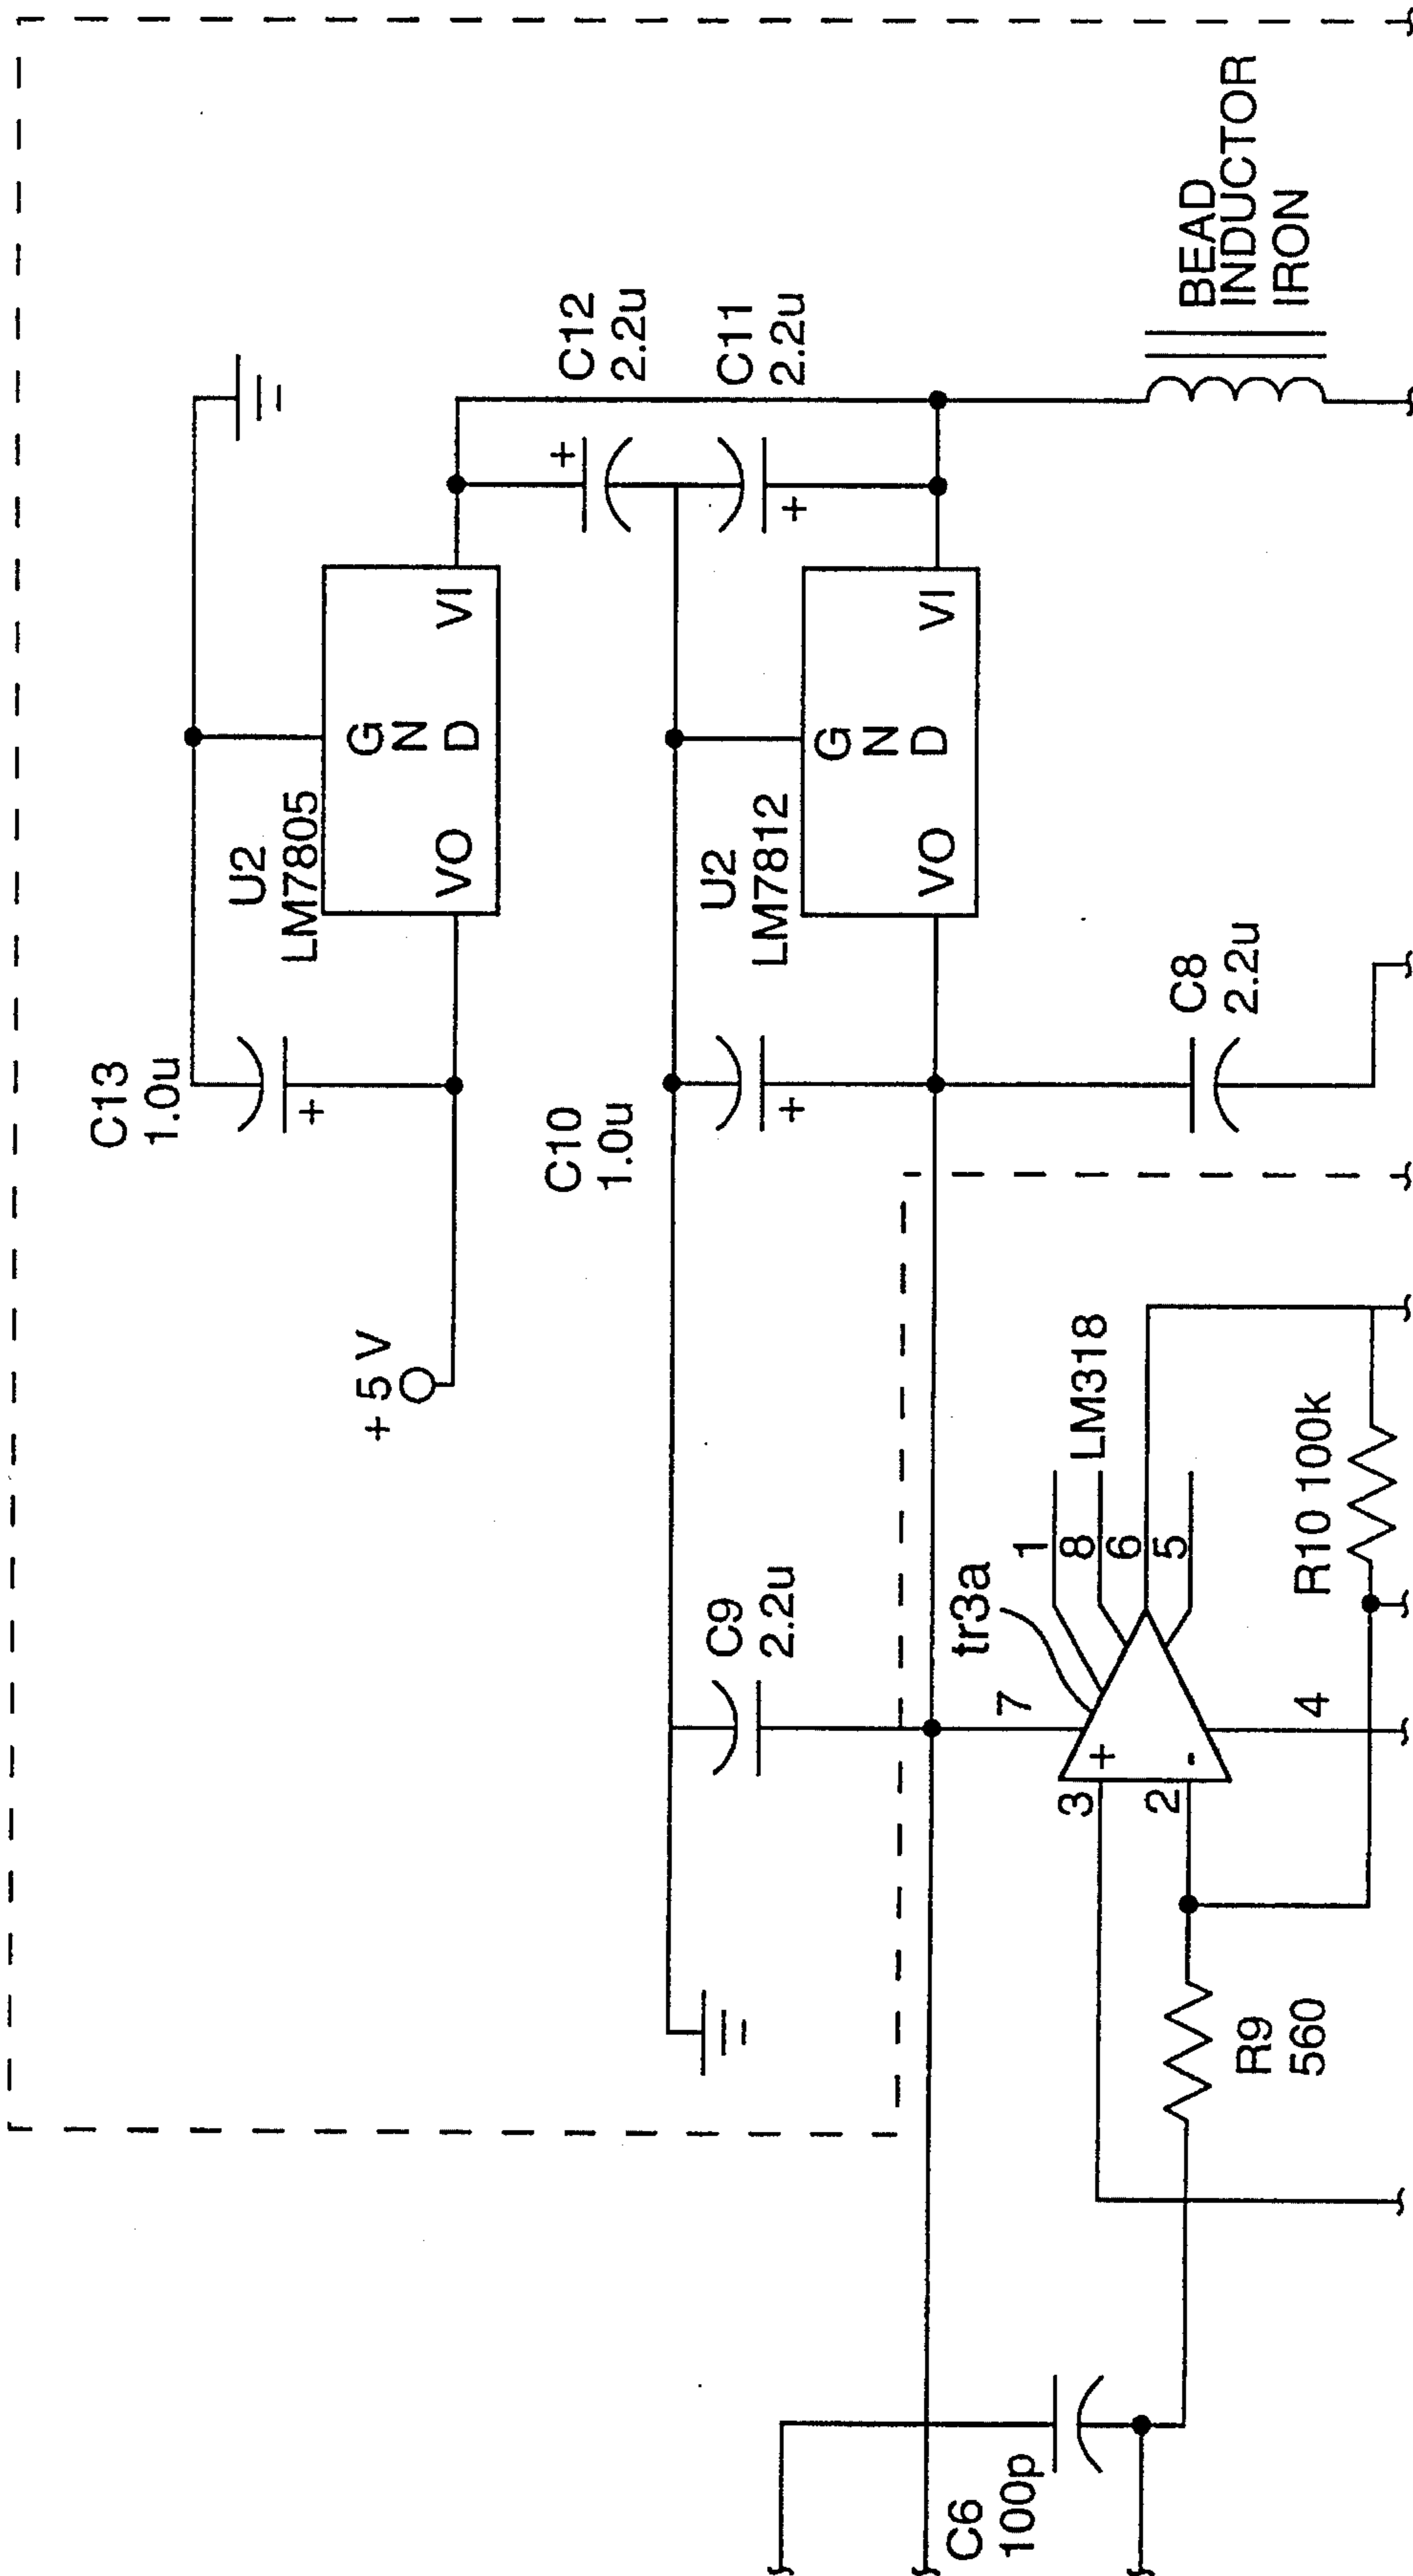 C13
1.0u
U2
LM7805
G
N
D
VO
VI
+ 5 V
C12
2.2u
C11
2.2u
+
+
+
+
C10
1.0u
U2
LM7812
G
N
D
VO
VI
C9
2.2u
C8
2.2u
BEAD
INDUCTOR
IRON
tr3a
LM318
1
8
6
5
7
3
+
2
-
4
R10 100k
R9
560
C6
100p